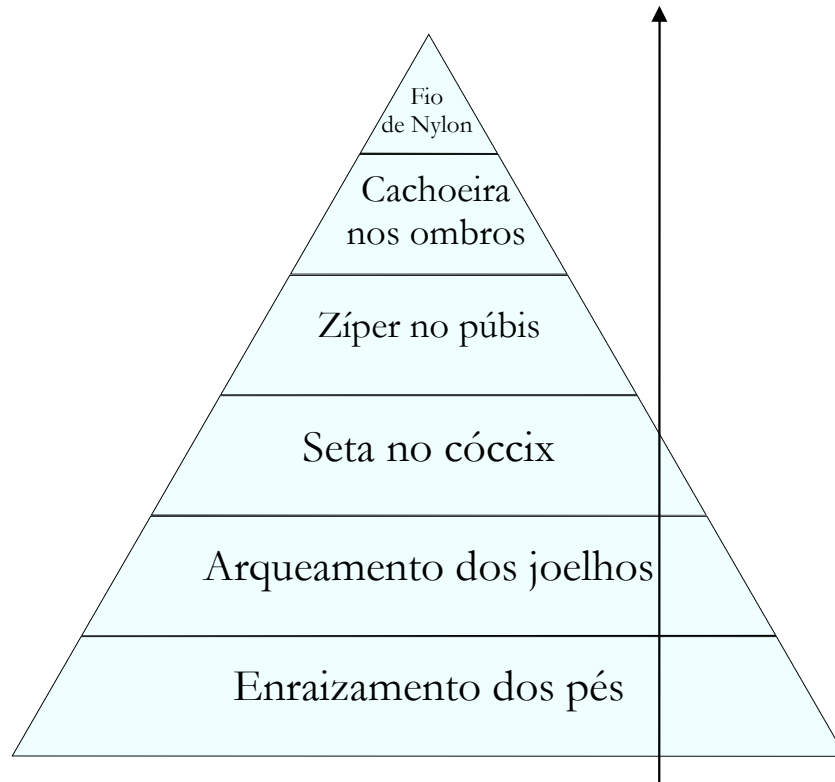 Fio
de Nylon
Cachoeira
nos ombros
Zíper no púbis
Seta no cóccix
Arqueamento dos joelhos
Enraizamento dos pés